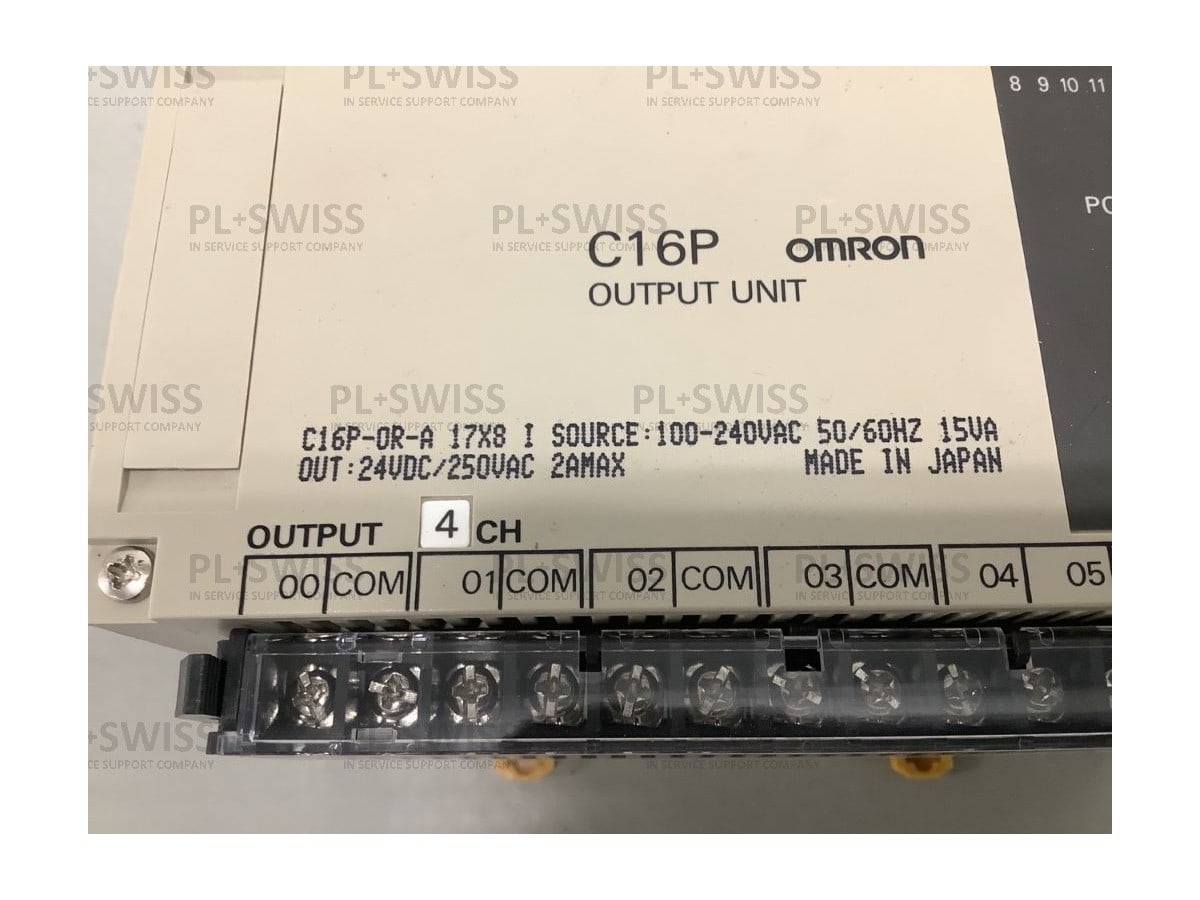 PL+SWISS
IN SERVICE SUPPORT COMPANY
8 9 10 11
C16P OMRON
OUTPUT UNIT
C16P-OR-A 17X8 I SOURCE:100-240VAC 50/60HZ 15VA
OUT:24VDC/250VAC 2AMAX MADE IN JAPAN
OUTPUT 4 CH
00 COM 01 COM 02 COM 03 COM 04 05